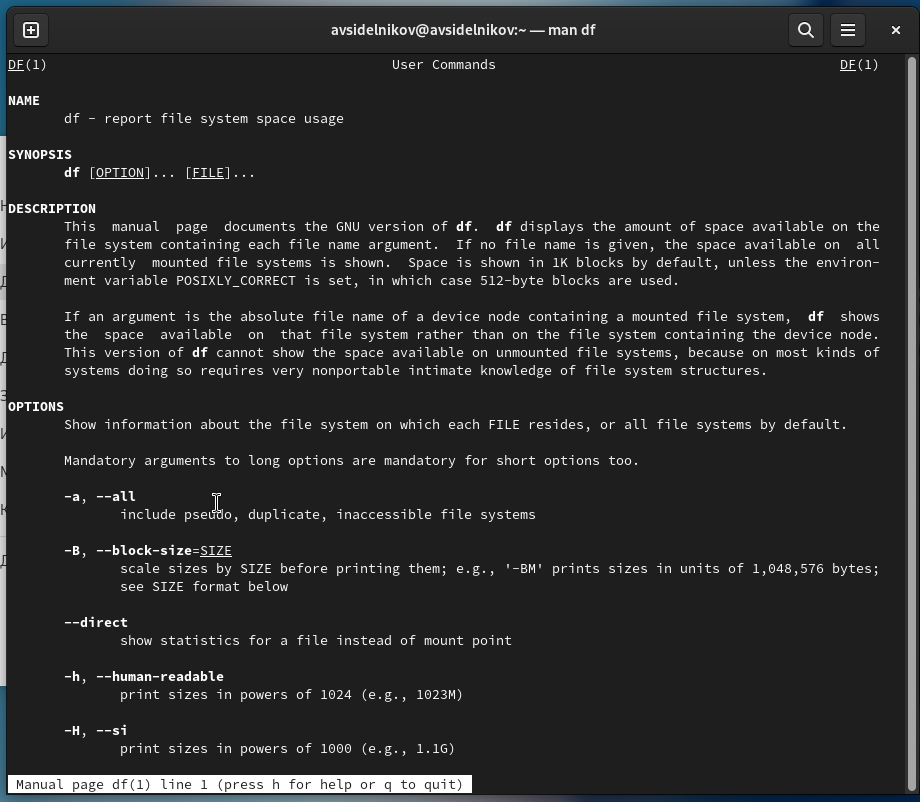 avsidelnikov@avsidelnikov:~ — man df
DF(1) User Commands DF(1)
NAME
df - report file system space usage
SYNOPSIS
df [OPTION]... [FILE]...
DESCRIPTION
This manual page documents the GNU version of df. df displays the amount of space available on the
file system containing each file name argument. If no file name is given, the space available on all
currently mounted file systems is shown. Space is shown in 1K blocks by default, unless the environ-
ment variable POSIXLY_CORRECT is set, in which case 512-byte blocks are used.
If an argument is the absolute file name of a device node containing a mounted file system, df shows
the space available on that file system rather than on the file system containing the device node.
This version of df cannot show the space available on unmounted file systems, because on most kinds of
systems doing so requires very nonportable intimate knowledge of file system structures.
OPTIONS
Show information about the file system on which each FILE resides, or all file systems by default.
Mandatory arguments to long options are mandatory for short options too.
-a, --all
include pseudo, duplicate, inaccessible file systems
-B, --block-size=SIZE
scale sizes by SIZE before printing them; e.g., '-BM' prints sizes in units of 1,048,576 bytes;
see SIZE format below
--direct
show statistics for a file instead of mount point
-h, --human-readable
print sizes in powers of 1024 (e.g., 1023M)
-H, --si
print sizes in powers of 1000 (e.g., 1.1G)
Manual page df(1) line 1 (press h for help or q to quit)